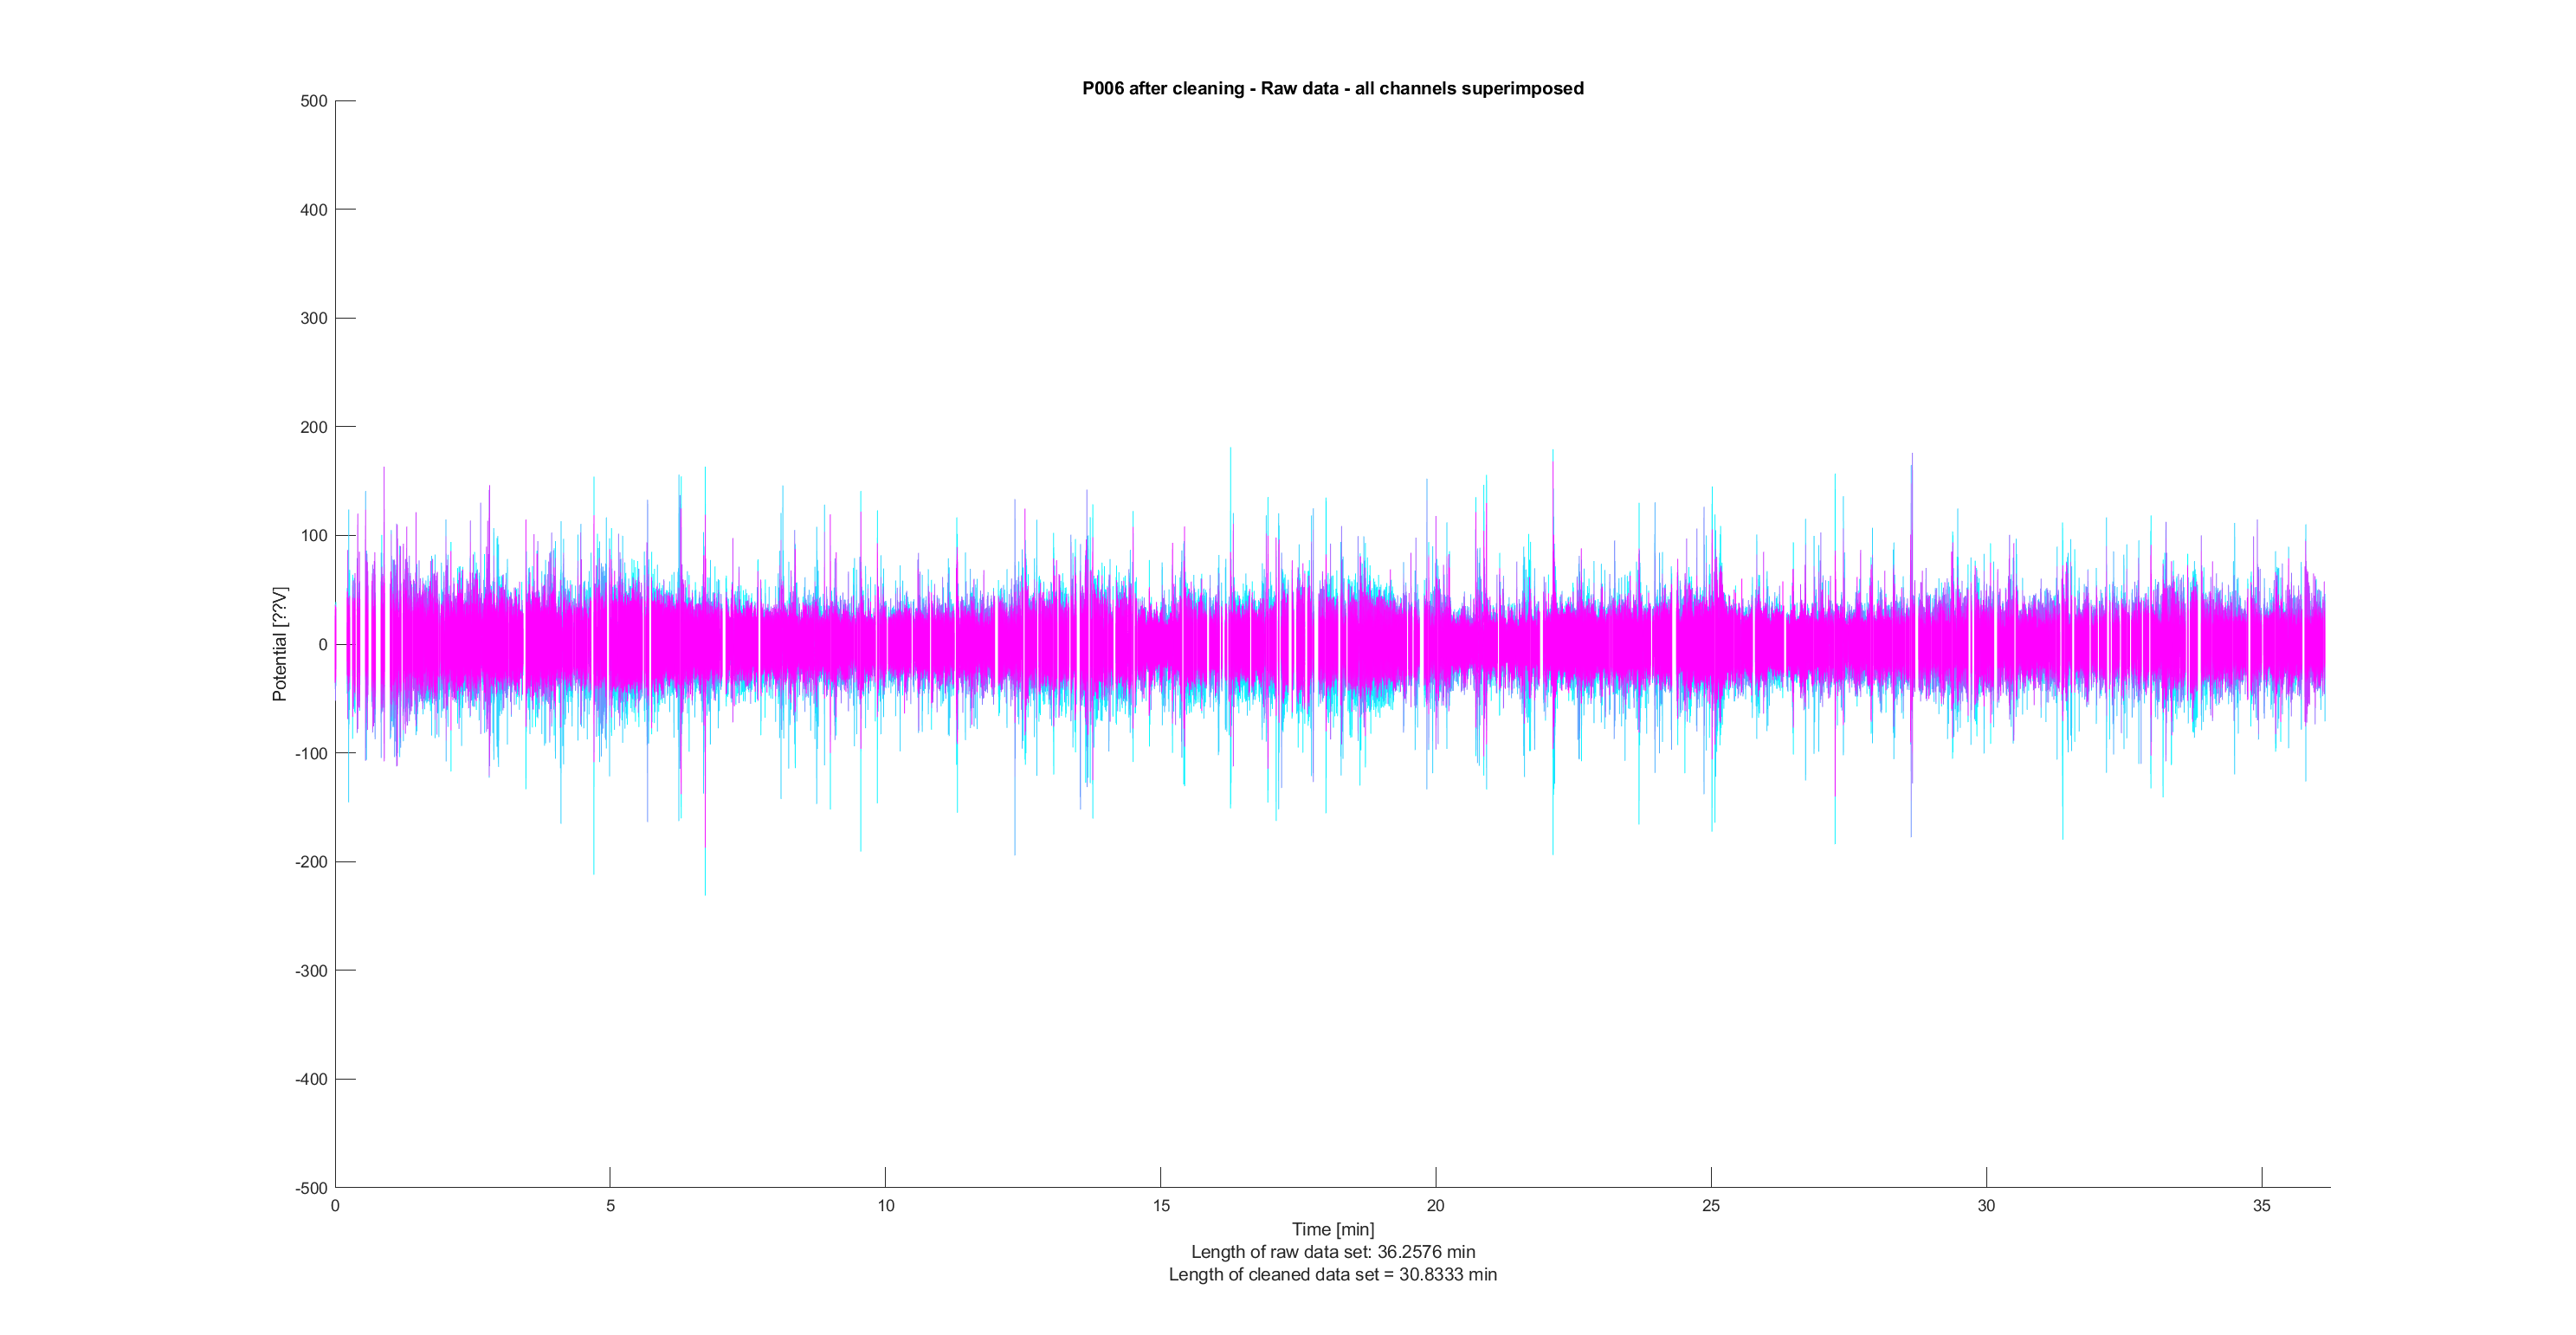 P006 after cleaning - Raw data - all channels superimposed
500
400
300
200
100
0
-100
-200
-300
-400
-500
Potential [??V]
0 5 10 15 20 25 30 35
Time [min]
Length of raw data set: 36.2576 min
Length of cleaned data set = 30.8333 min